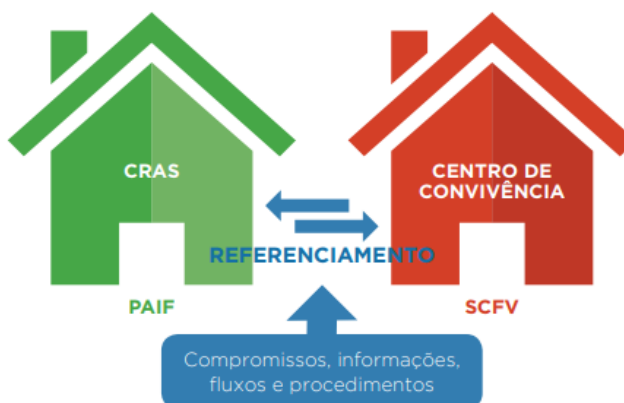 CRAS
CENTRO DE
CONVIVÊNCIA
REFERENCIAMENTO
PAIF
SCFV
Compromissos, informações,
fluxos e procedimentos